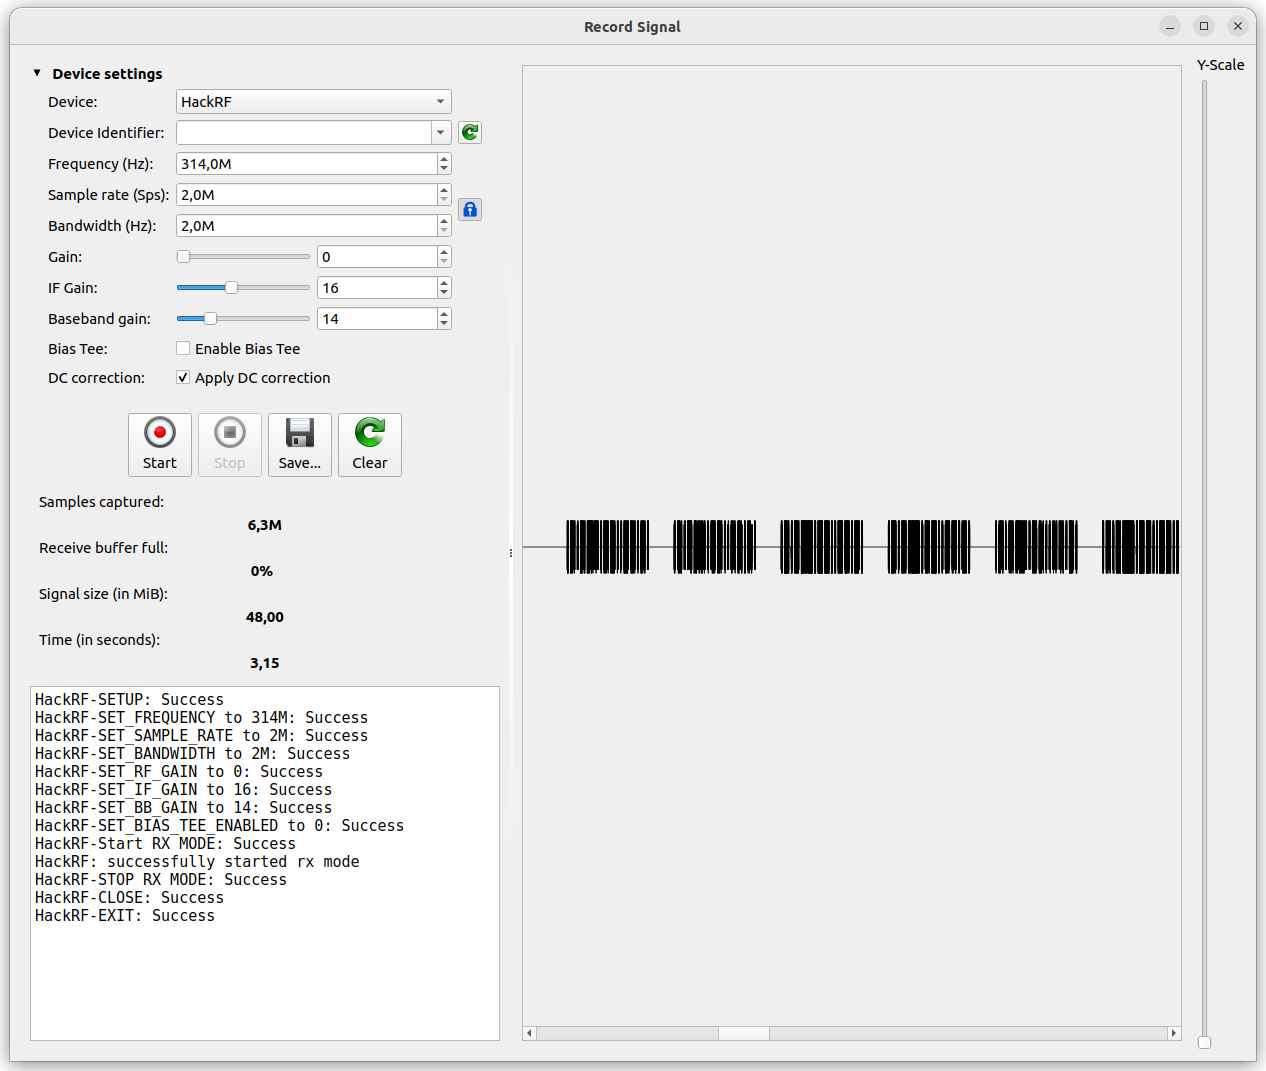 Record Signal
Device settings
Device: HackRF
Device Identifier:
Frequency (Hz): 314,0M
Sample rate (Sps): 2,0M
Bandwidth (Hz): 2,0M
Gain: 0
IF Gain: 16
Baseband gain: 14
Bias Tee: Enable Bias Tee
DC correction: Apply DC correction
Start Stop Save... Clear
Samples captured:
6,3M
Receive buffer full:
0%
Signal size (in MiB):
48,00
Time (in seconds):
3,15
HackRF-SETUP: Success
HackRF-SET_FREQUENCY to 314M: Success
HackRF-SET_SAMPLE_RATE to 2M: Success
HackRF-SET_BANDWIDTH to 2M: Success
HackRF-SET_RF_GAIN to 0: Success
HackRF-SET_IF_GAIN to 16: Success
HackRF-SET_BB_GAIN to 14: Success
HackRF-SET_BIAS_TEE_ENABLED to 0: Success
HackRF-Start RX MODE: Success
HackRF: successfully started rx mode
HackRF-STOP RX MODE: Success
HackRF-CLOSE: Success
HackRF-EXIT: Success
Y-Scale